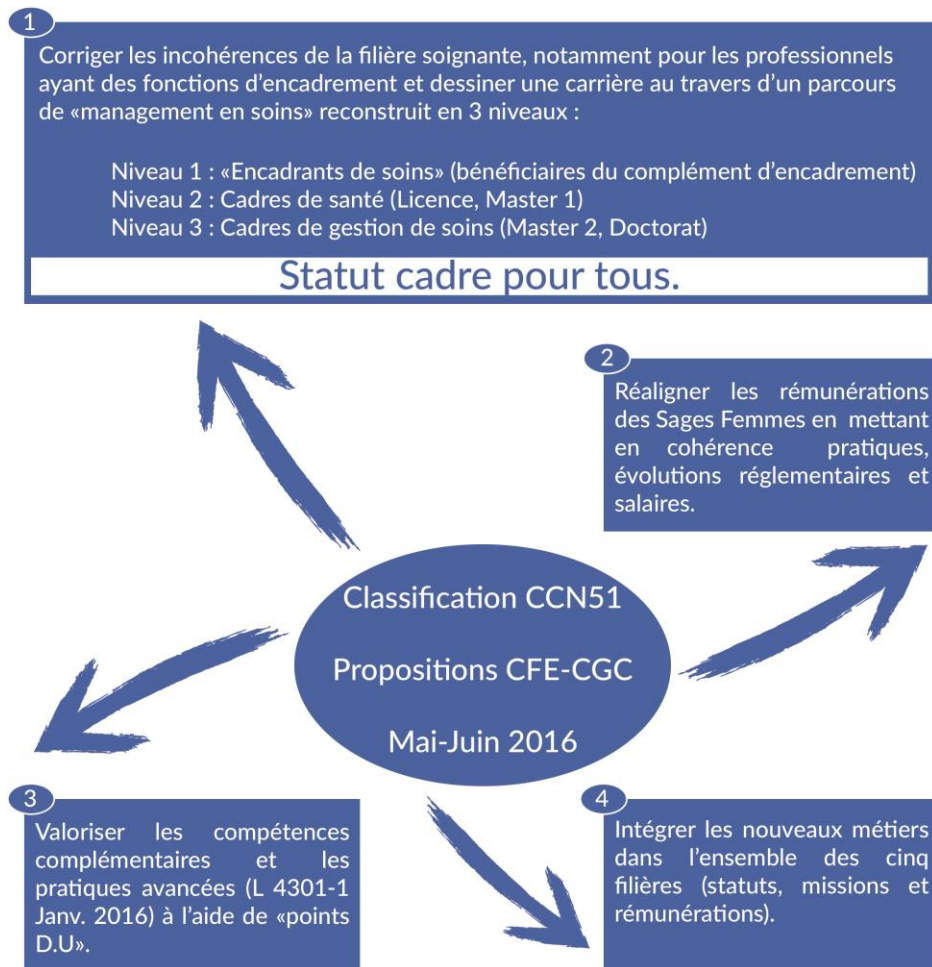 1
Corriger les incohérences de la filière soignante, notamment pour les professionnels
ayant des fonctions d’encadrement et dessiner une carrière au travers d’un parcours
de «management en soins» reconstruit en 3 niveaux :
Niveau 1 : «Encadrants de soins» (bénéficiaires du complément d’encadrement)
Niveau 2 : Cadres de santé (Licence, Master 1)
Niveau 3 : Cadres de gestion de soins (Master 2, Doctorat)
Statut cadre pour tous.
2
Réaligner les rémunérations
des Sages Femmes en mettant
en cohérence pratiques,
évolutions réglementaires et
salaires.
Classification CCN51
Propositions CFE-CGC
Mai-Juin 2016
3
Valoriser les compétences
complémentaires et les
pratiques avancées (L 4301-1
Janv. 2016) à l’aide de «points
D.U».
4
Intégrer les nouveaux métiers
dans l’ensemble des cinq
filières (statuts, missions et
rémunérations).